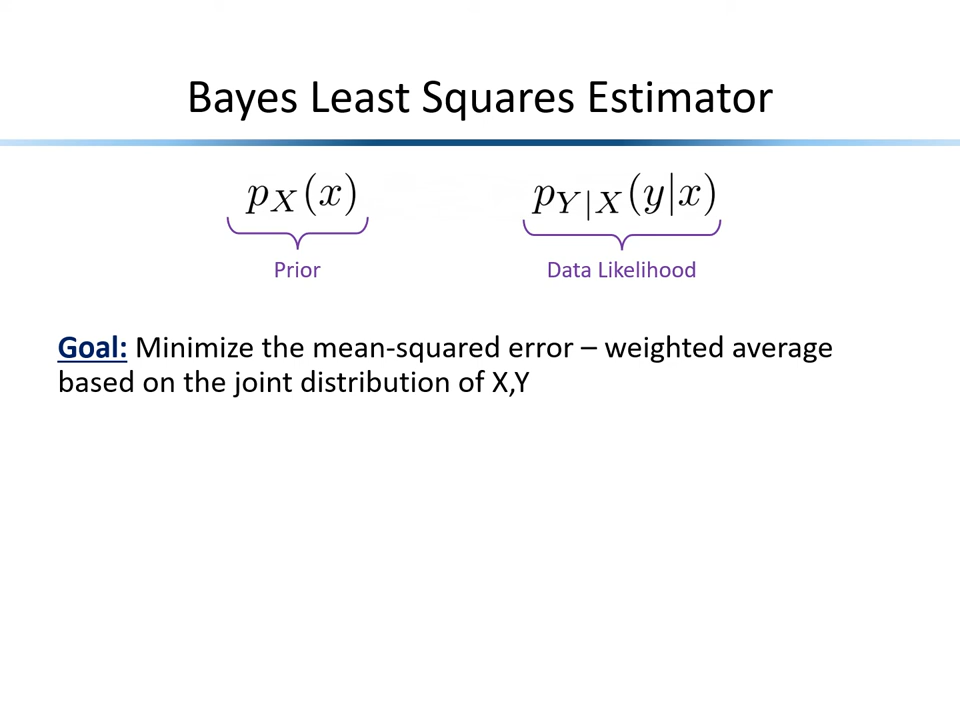 Bayes Least Squares Estimator
p_X(x) p_{Y|X}(y|x)
Prior Data Likelihood
Goal: Minimize the mean-squared error – weighted average
based on the joint distribution of X,Y